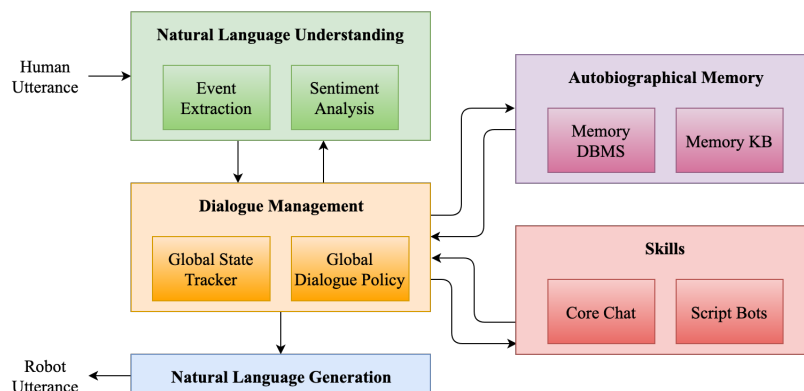 Natural Language Understanding
Human
Utterance
Event
Extraction
Sentiment
Analysis
Autobiographical Memory
Memory
DBMS
Memory KB
Dialogue Management
Global State
Tracker
Global
Dialogue Policy
Skills
Core Chat
Script Bots
Robot
Utterance
Natural Language Generation